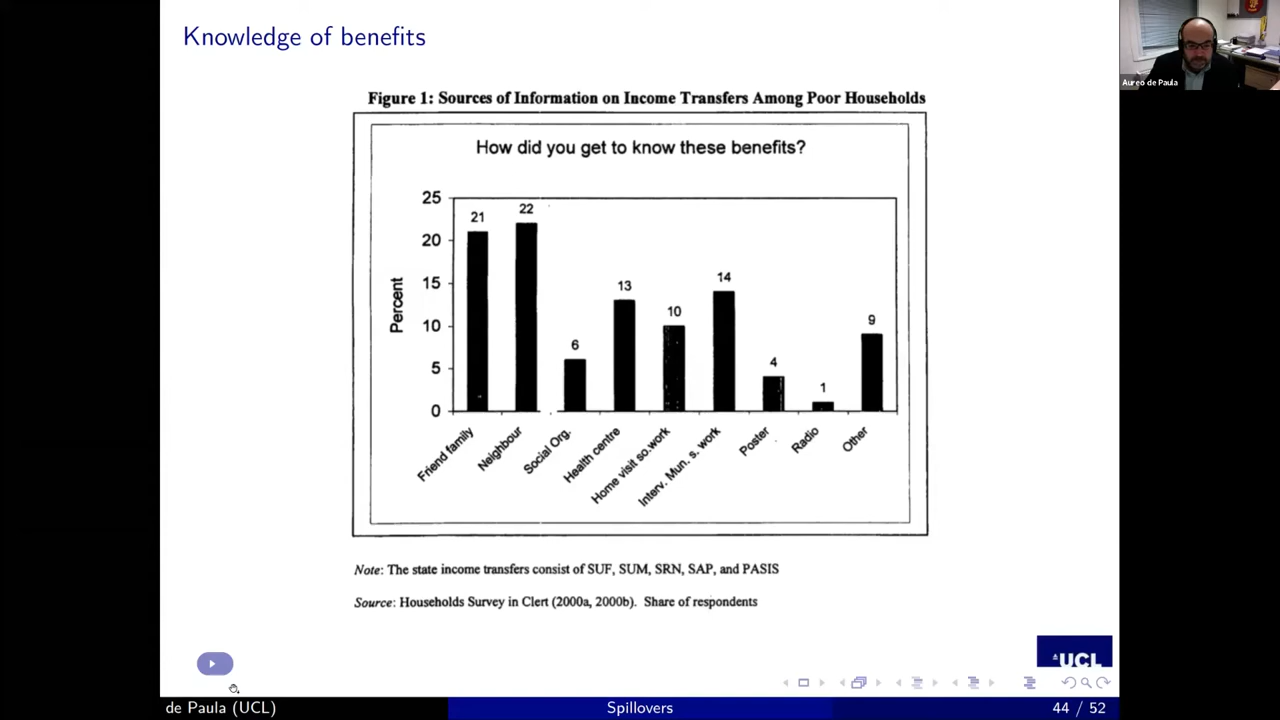 Knowledge of benefits
Aureo de Paula
Figure 1: Sources of Information on Income Transfers Among Poor Households
How did you get to know these benefits?
Percent
25
20
15
10
5
0
21
22
6
13
10
14
4
1
9
Friend family
Neighbour
Social Org.
Health centre
Home visit so.work
Interv. Mun. s. work
Poster
Radio
Other
Note: The state income transfers consist of SUF, SUM, SRN, SAP, and PASIS
Source: Households Survey in Clert (2000a, 2000b). Share of respondents
UCL
de Paula (UCL)
Spillovers
44 / 52